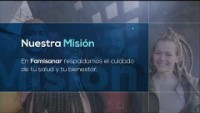 Nuestra Misión
En Famisanar respaldamos el cuidado
de tu salud y tu bienestar.